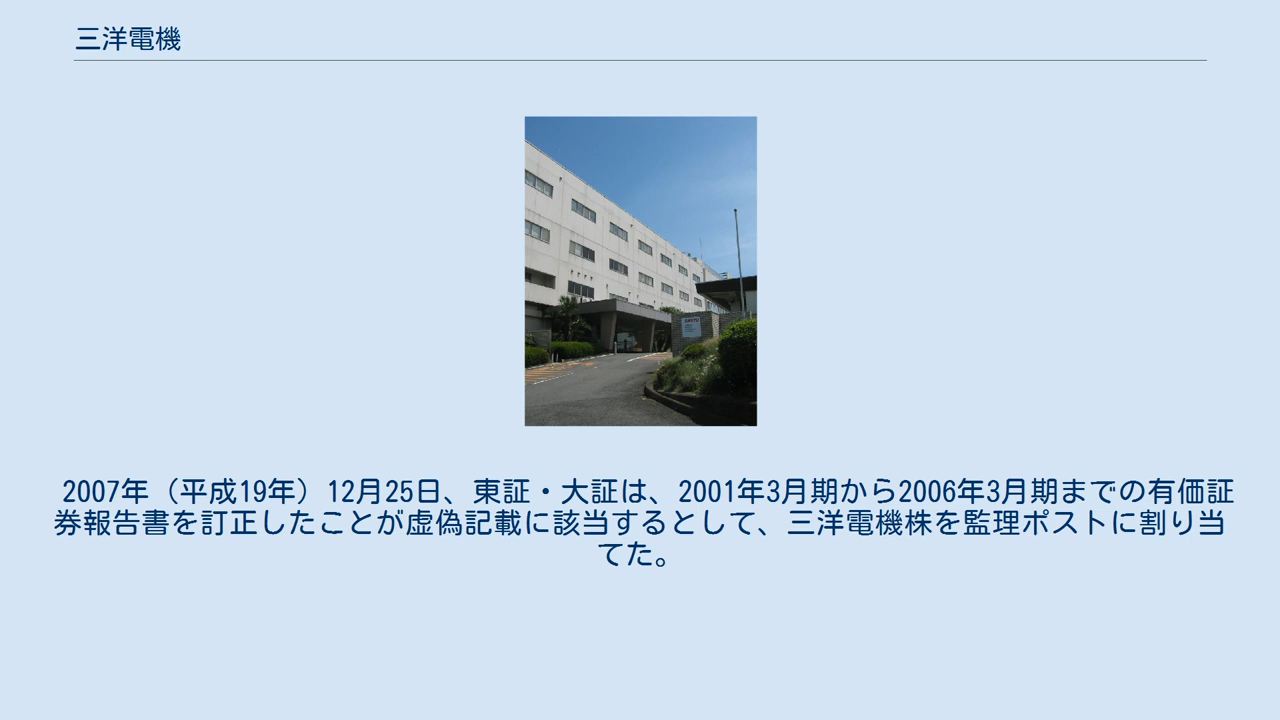 三洋電機
2007年（平成19年）12月25日、東証・大証は、2001年3月期から2006年3月期までの有価証
券報告書を訂正したことが虚偽記載に該当するとして、三洋電機株を監理ポストに割り当
てた。